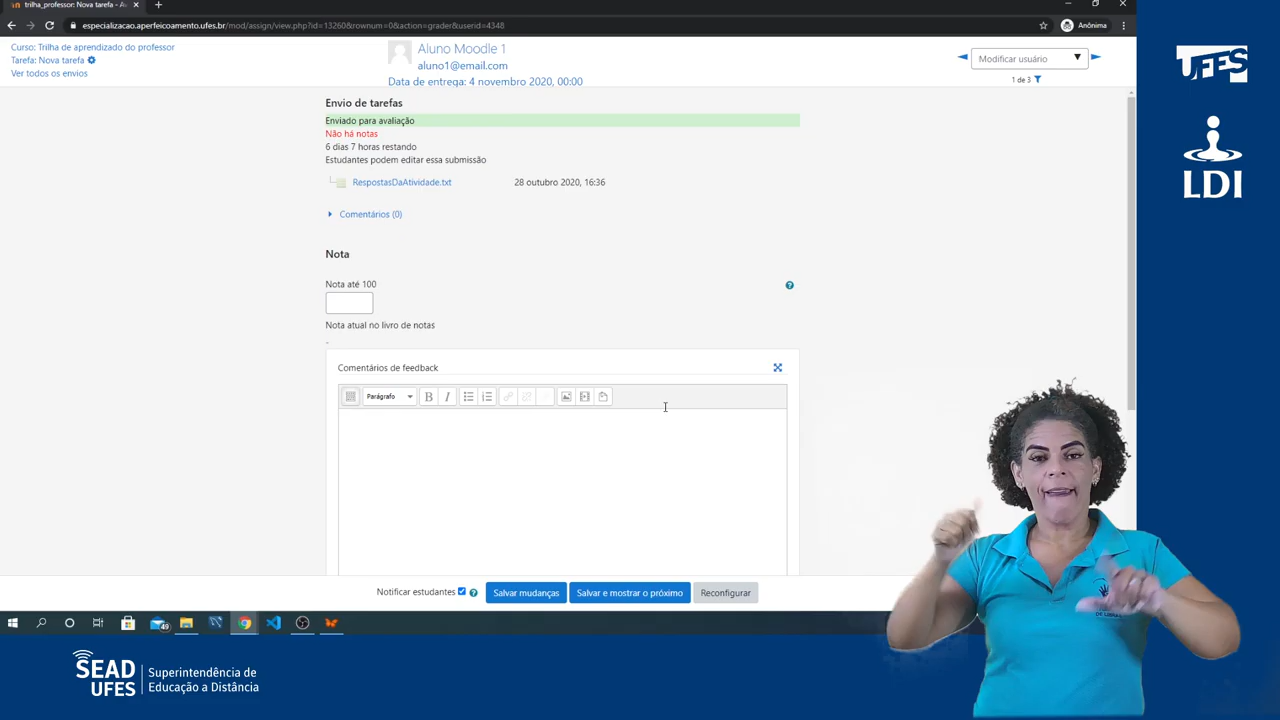 trilha_professor: Nova tarefa - A
especializacao.aperfeicoamento.ufes.br/mod/assign/view.php?id=13260&rownum=0&action=grader&userid=4348
Anônima
Curso: Trilha de aprendizado do professor
Tarefa: Nova tarefa
Ver todos os envios
Aluno Moodle 1
aluno1@email.com
Data de entrega: 4 novembro 2020, 00:00
Modificar usuário
1 de 3
UFES
LDI
Envio de tarefas
Enviado para avaliação
Não há notas
6 dias 7 horas restando
Estudantes podem editar essa submissão
RespostasDaAtividade.txt 28 outubro 2020, 16:36
Comentários (0)
Nota
Nota até 100
Nota atual no livro de notas
-
Comentários de feedback
Parágrafo B I
Notificar estudantes Salvar mudanças Salvar e mostrar o próximo Reconfigurar
49
SEAD
UFES
Superintendência de
Educação a Distância